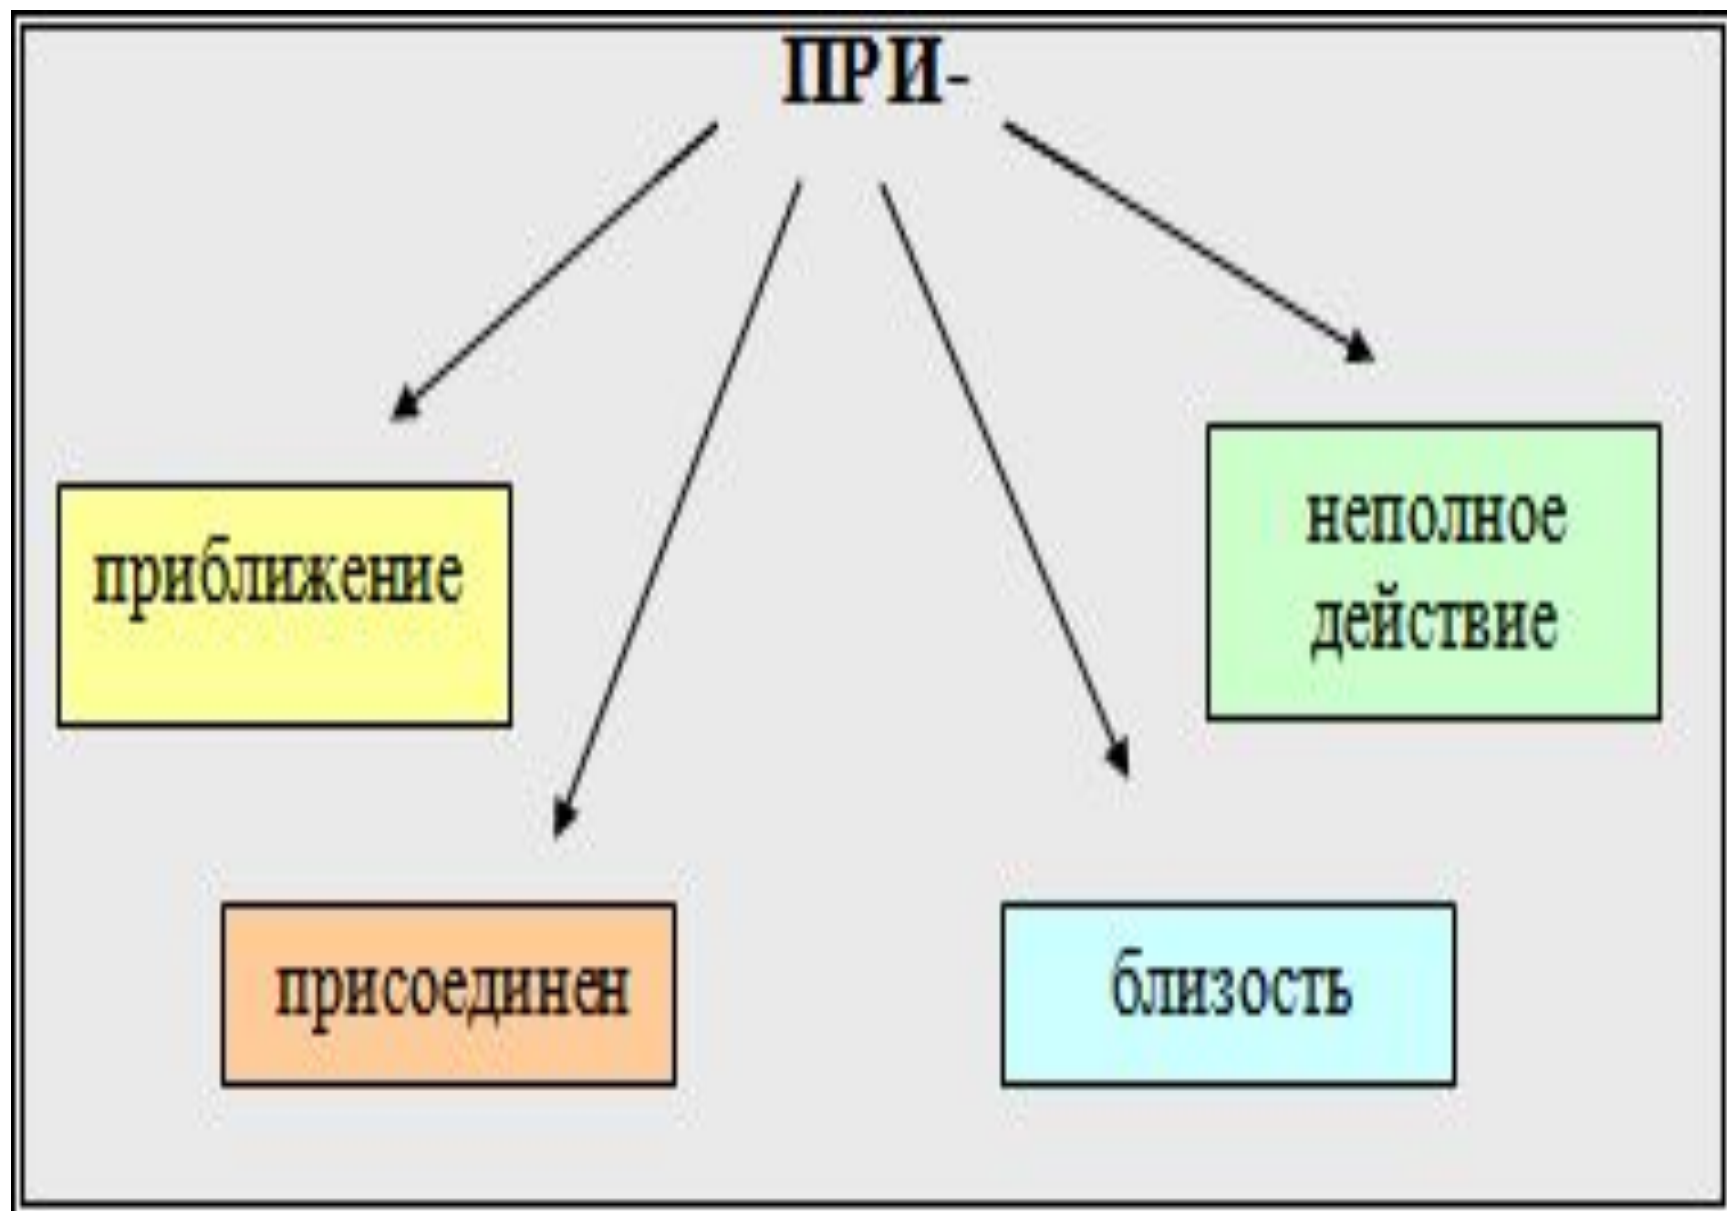 ПРИ-
приближение
неполное
действие
присоединен
близость